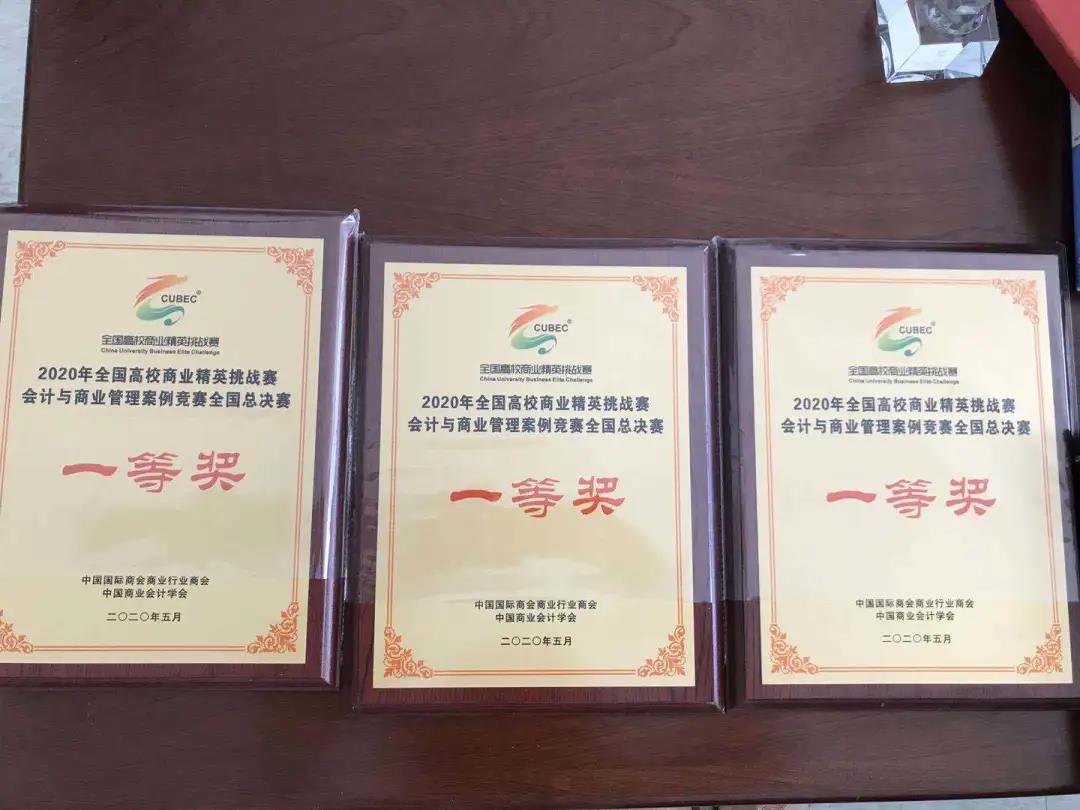 CUBEC®
全国高校商业精英挑战赛
China University Business Elite Challenge
2020年全国高校商业精英挑战赛
会计与商业管理案例竞赛全国总决赛
一等奖
中国国际商会商业行业商会
中国商业会计学会
二〇二〇年五月
CUBEC®
全国高校商业精英挑战赛
China University Business Elite Challenge
2020年全国高校商业精英挑战赛
会计与商业管理案例竞赛全国总决赛
一等奖
中国国际商会商业行业商会
中国商业会计学会
二〇二〇年五月
CUBEC®
全国高校商业精英挑战赛
China University Business Elite Challenge
2020年全国高校商业精英挑战赛
会计与商业管理案例竞赛全国总决赛
一等奖
中国国际商会商业行业商会
中国商业会计学会
二〇二〇年五月